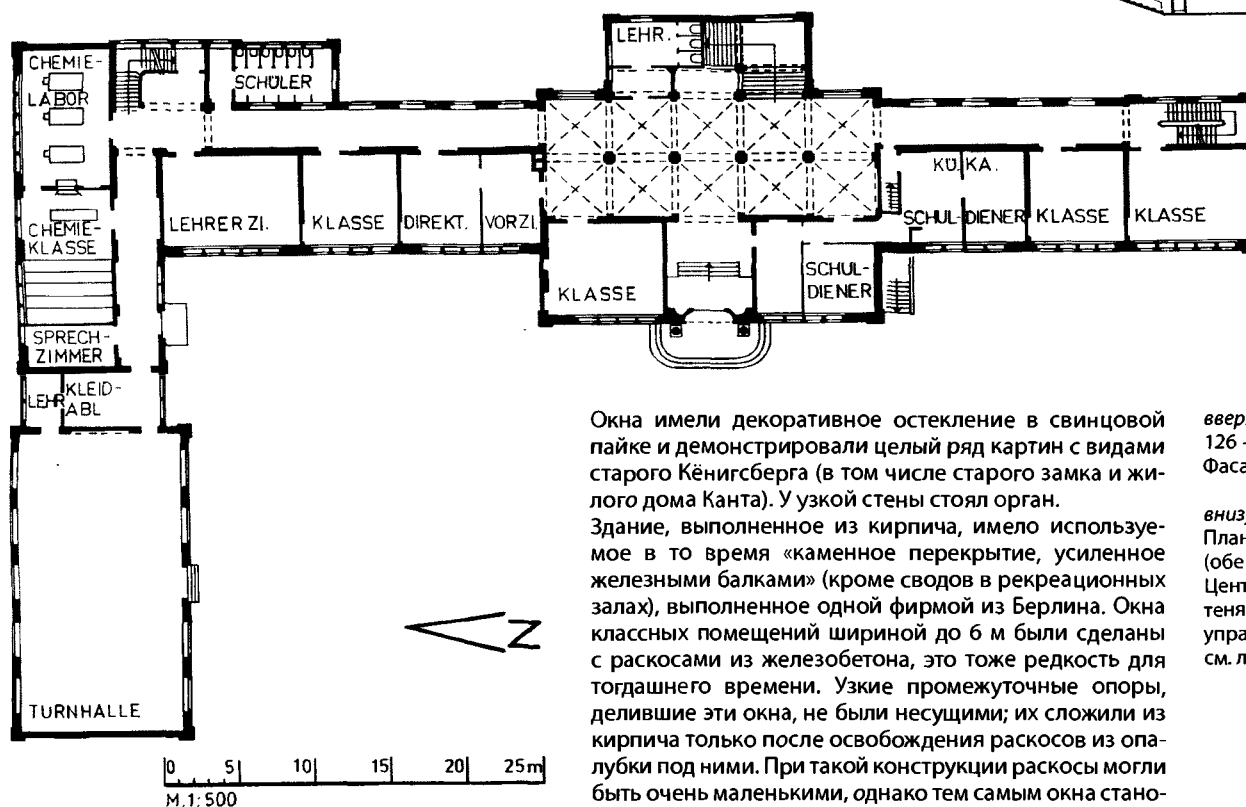 LEHR.
CHEMIE-
LABOR
SCHÜLER
KÜ. KA.
LEHRER ZI.
KLASSE
DIREKT.
VORZI.
SCHUL-DIENER
KLASSE
KLASSE
CHEMIE-
KLASSE
KLASSE
SCHUL-
DIENER
SPRECH-
ZIMMER
LEHR
KLEID-
ABL
TURNHALLE
N
0 5 10 15 20 25m
M.1:500
Окна имели декоративное остекление в свинцовой
пайке и демонстрировали целый ряд картин с видами
старого Кёнигсберга (в том числе старого замка и жи-
лого дома Канта). У узкой стены стоял орган.
Здание, выполненное из кирпича, имело используе-
мое в то время «каменное перекрытие, усиленное
железными балками» (кроме сводов в рекреационных
залах), выполненное одной фирмой из Берлина. Окна
классных помещений шириной до 6 м были сделаны
с раскосами из железобетона, это тоже редкость для
тогдашнего времени. Узкие промежуточные опоры,
делившие эти окна, не были несущими; их сложили из
кирпича только после освобождения раскосов из опа-
лубки под ними. При такой конструкции раскосы могли
быть очень маленькими, однако тем самым окна стано-
126
Фаса
План
(обе
Цент
теня
упра
см. л